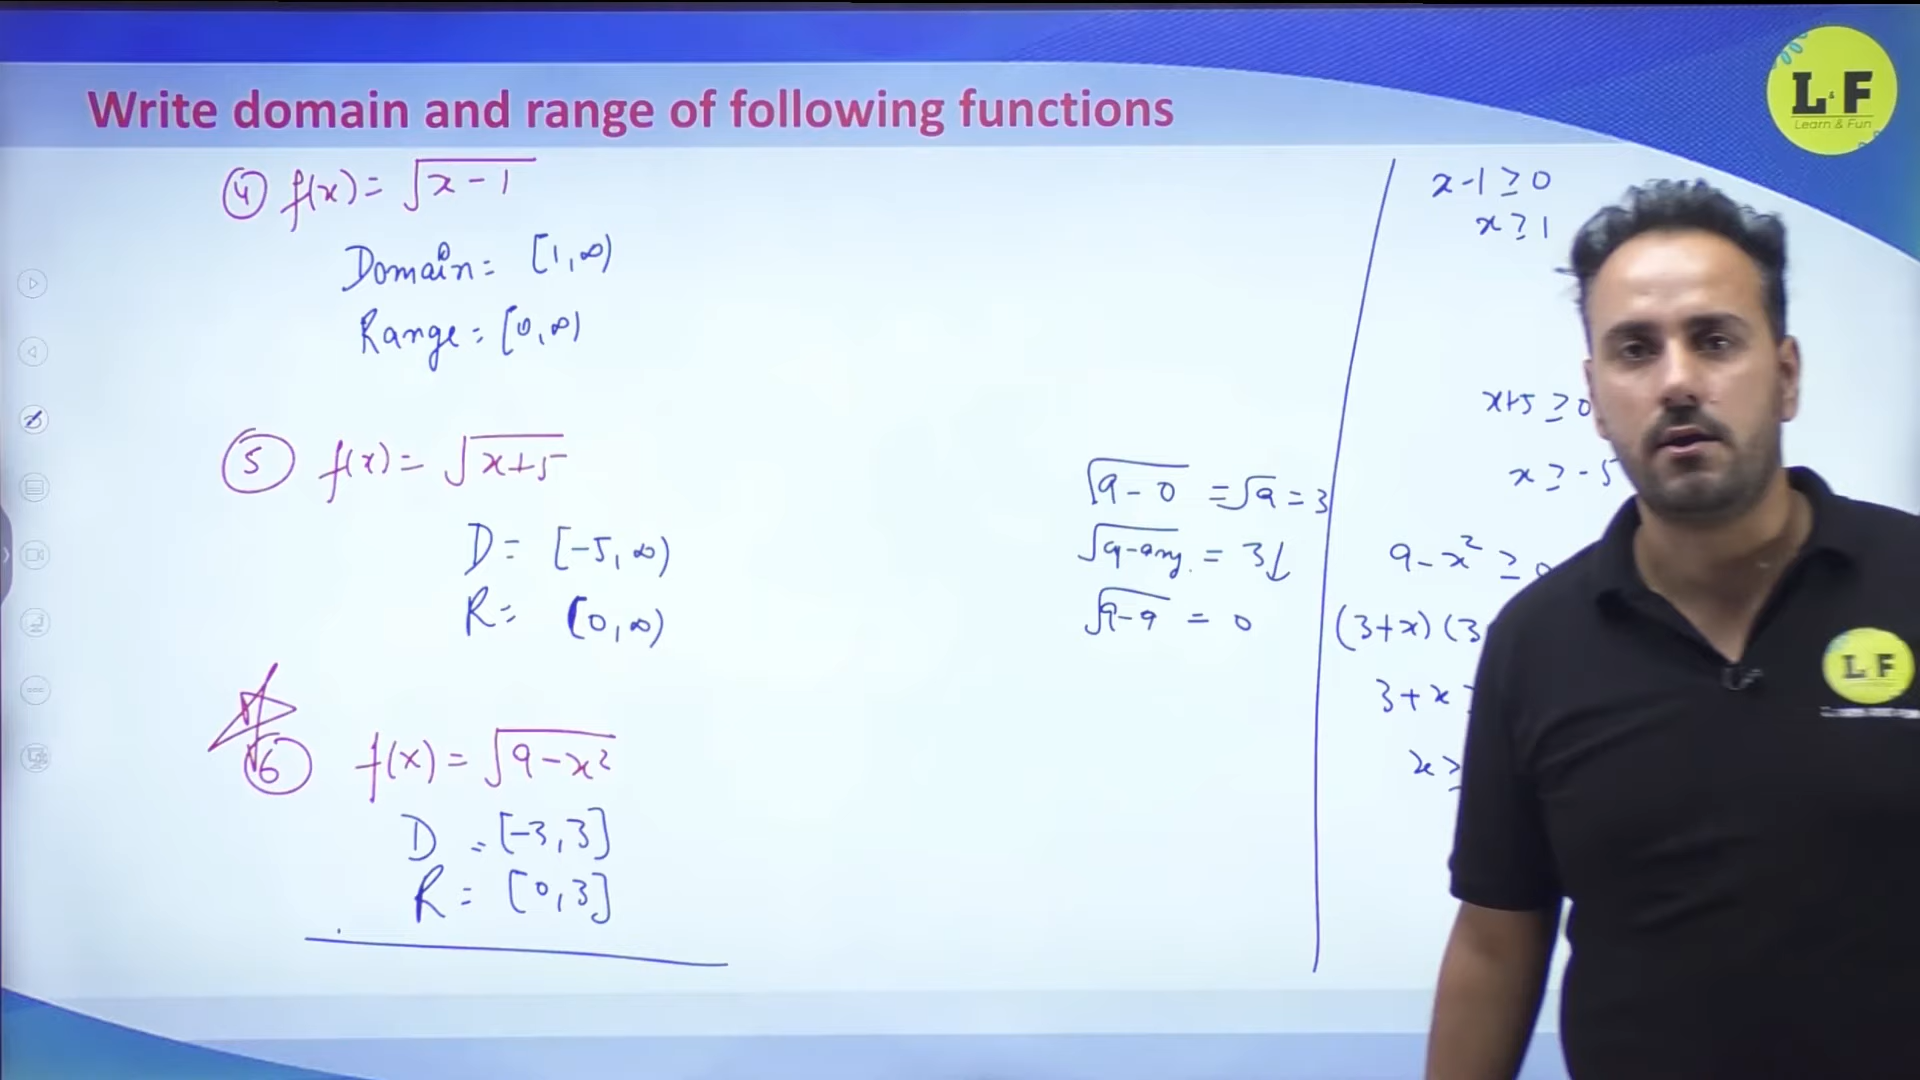 Write domain and range of following functions
L&F
Learn & Fun
④ f(x) = √x-1
Domain = [1, ∞)
Range = [0, ∞)
⑤ f(x) = √x+5
D = [-5, ∞)
R = [0, ∞)
⑥ f(x) = √9-x²
D = [-3, 3]
R = [0, 3]
√9-0 = √9 = 3
√9-any = 3↓
√9-9 = 0
x-1 ≥ 0
x ≥ 1
x+5 ≥ 0
x ≥ -5
9-x² ≥ 0
(3+x) (3
3+x ≥
x ≥
L F